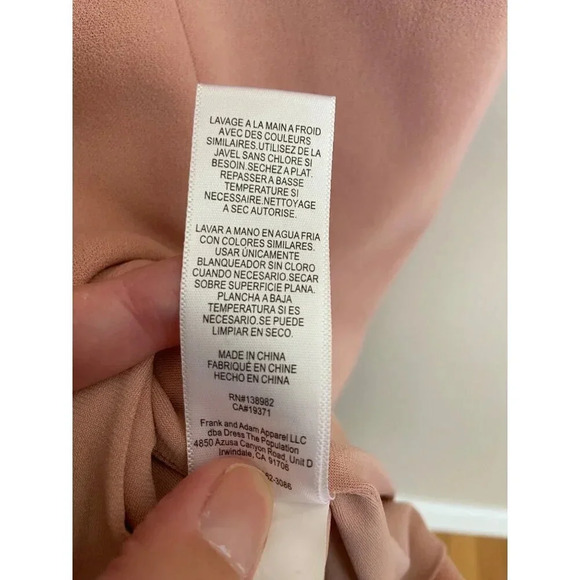 LAVAGE A LA MAIN A FROID
AVEC DES COULEURS
SIMILAIRES.UTILISEZ DE LA
JAVEL SANS CHLORE SI
BESOIN.SECHEZ A PLAT.
REPASSER A BASSE
TEMPERATURE SI
NECESSAIRE.NETTOYAGE
A SEC AUTORISE.
LAVAR A MANO EN AGUA FRIA
CON COLORES SIMILARES.
USAR ÚNICAMENTE
BLANQUEADOR SIN CLORO
CUANDO NECESARIO.SECAR
SOBRE SUPERFICIE PLANA.
PLANCHA A BAJA
TEMPERATURA SI ES
NECESARIO.SE PUEDE
LIMPIAR EN SECO.
MADE IN CHINA
FABRIQUÉ EN CHINE
HECHO EN CHINA
RN#138982
CA#19371
Frank and Adam Apparel LLC
dba Dress The Population
4850 Azusa Canyon Road, Unit D
Irwindale, CA 91706
82-3086